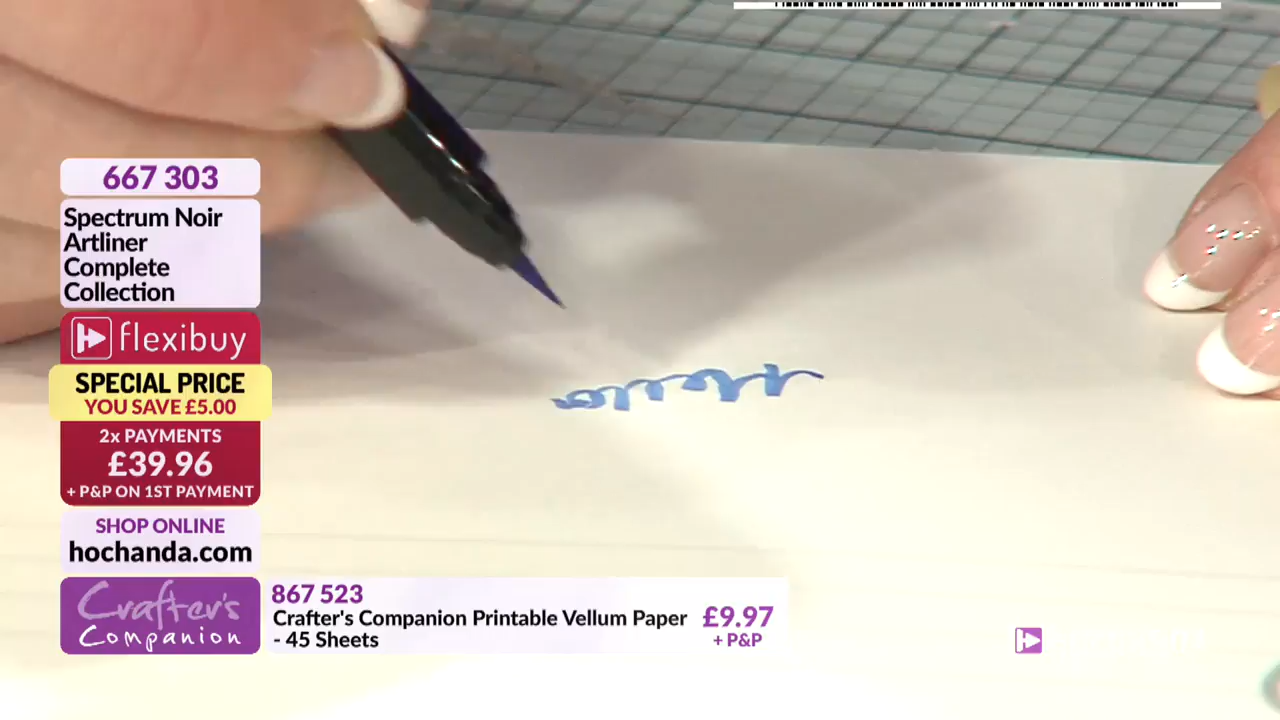 667 303
Spectrum Noir
Artliner
Complete
Collection
flexibuy
SPECIAL PRICE
YOU SAVE £5.00
2x PAYMENTS
£39.96
+ P&P ON 1ST PAYMENT
SHOP ONLINE
hochanda.com
Crafter's
Companion
867 523
Crafter's Companion Printable Vellum Paper
- 45 Sheets
£9.97
+ P&P